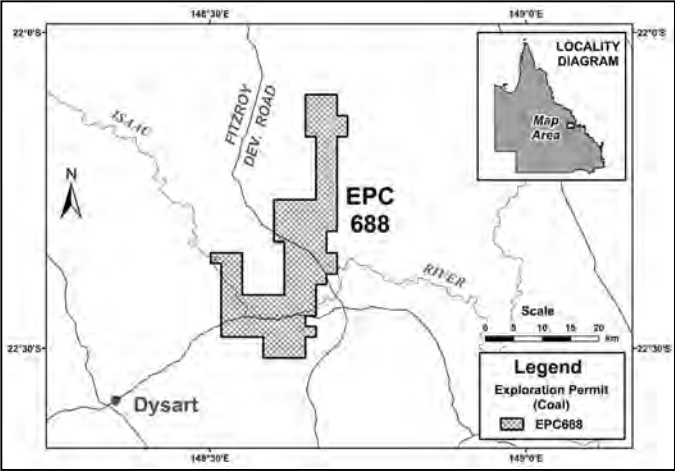 148°30'E
149°0'E
22°0'S
22°0'S
LOCALITY
DIAGRAM
Map
Area
ISAAC
FITZROY
DEV. ROAD
N
EPC
688
RIVER
Scale
0 5 10 15 20
km
22°30'S
22°30'S
Legend
Exploration Permit
(Coal)
EPC688
Dysart
148°30'E
149°0'E